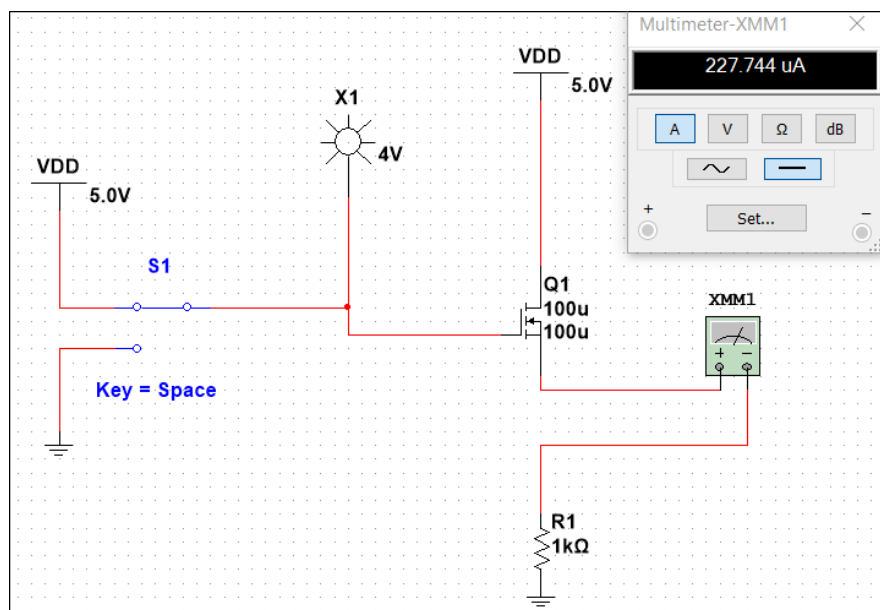 Multimeter-XMM1
227.744 uA
A V Ω dB
+ Set... −
VDD
5.0V
X1
4V
VDD
5.0V
S1
Key = Space
Q1
100u
100u
XMM1
+ −
R1
1kΩ